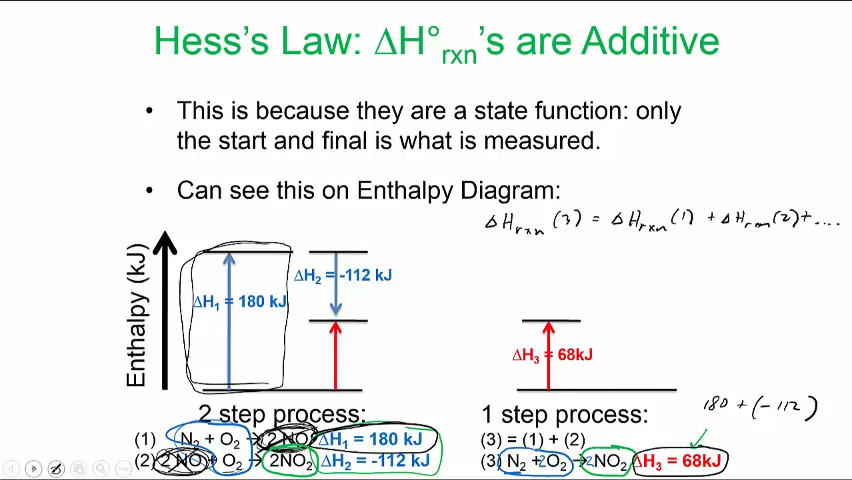 Hess's Law: ΔH°rxn's are Additive
• This is because they are a state function: only
the start and final is what is measured.
• Can see this on Enthalpy Diagram:
ΔHrxn (3) = ΔHrxn (1) + ΔHrxn (2) + ....
Enthalpy (kJ)
ΔH₂ = -112 kJ
ΔH₁ = 180 kJ
ΔH₃ = 68kJ
180 + (-112)
2 step process:
(1) N₂ + O₂ → 2 NO ΔH₁ = 180 kJ
(2) 2 NO + O₂ → 2NO₂ ΔH₂ = -112 kJ
1 step process:
(3) = (1) + (2)
(3) N₂ + 2O₂ → 2NO₂ ΔH₃ = 68kJ